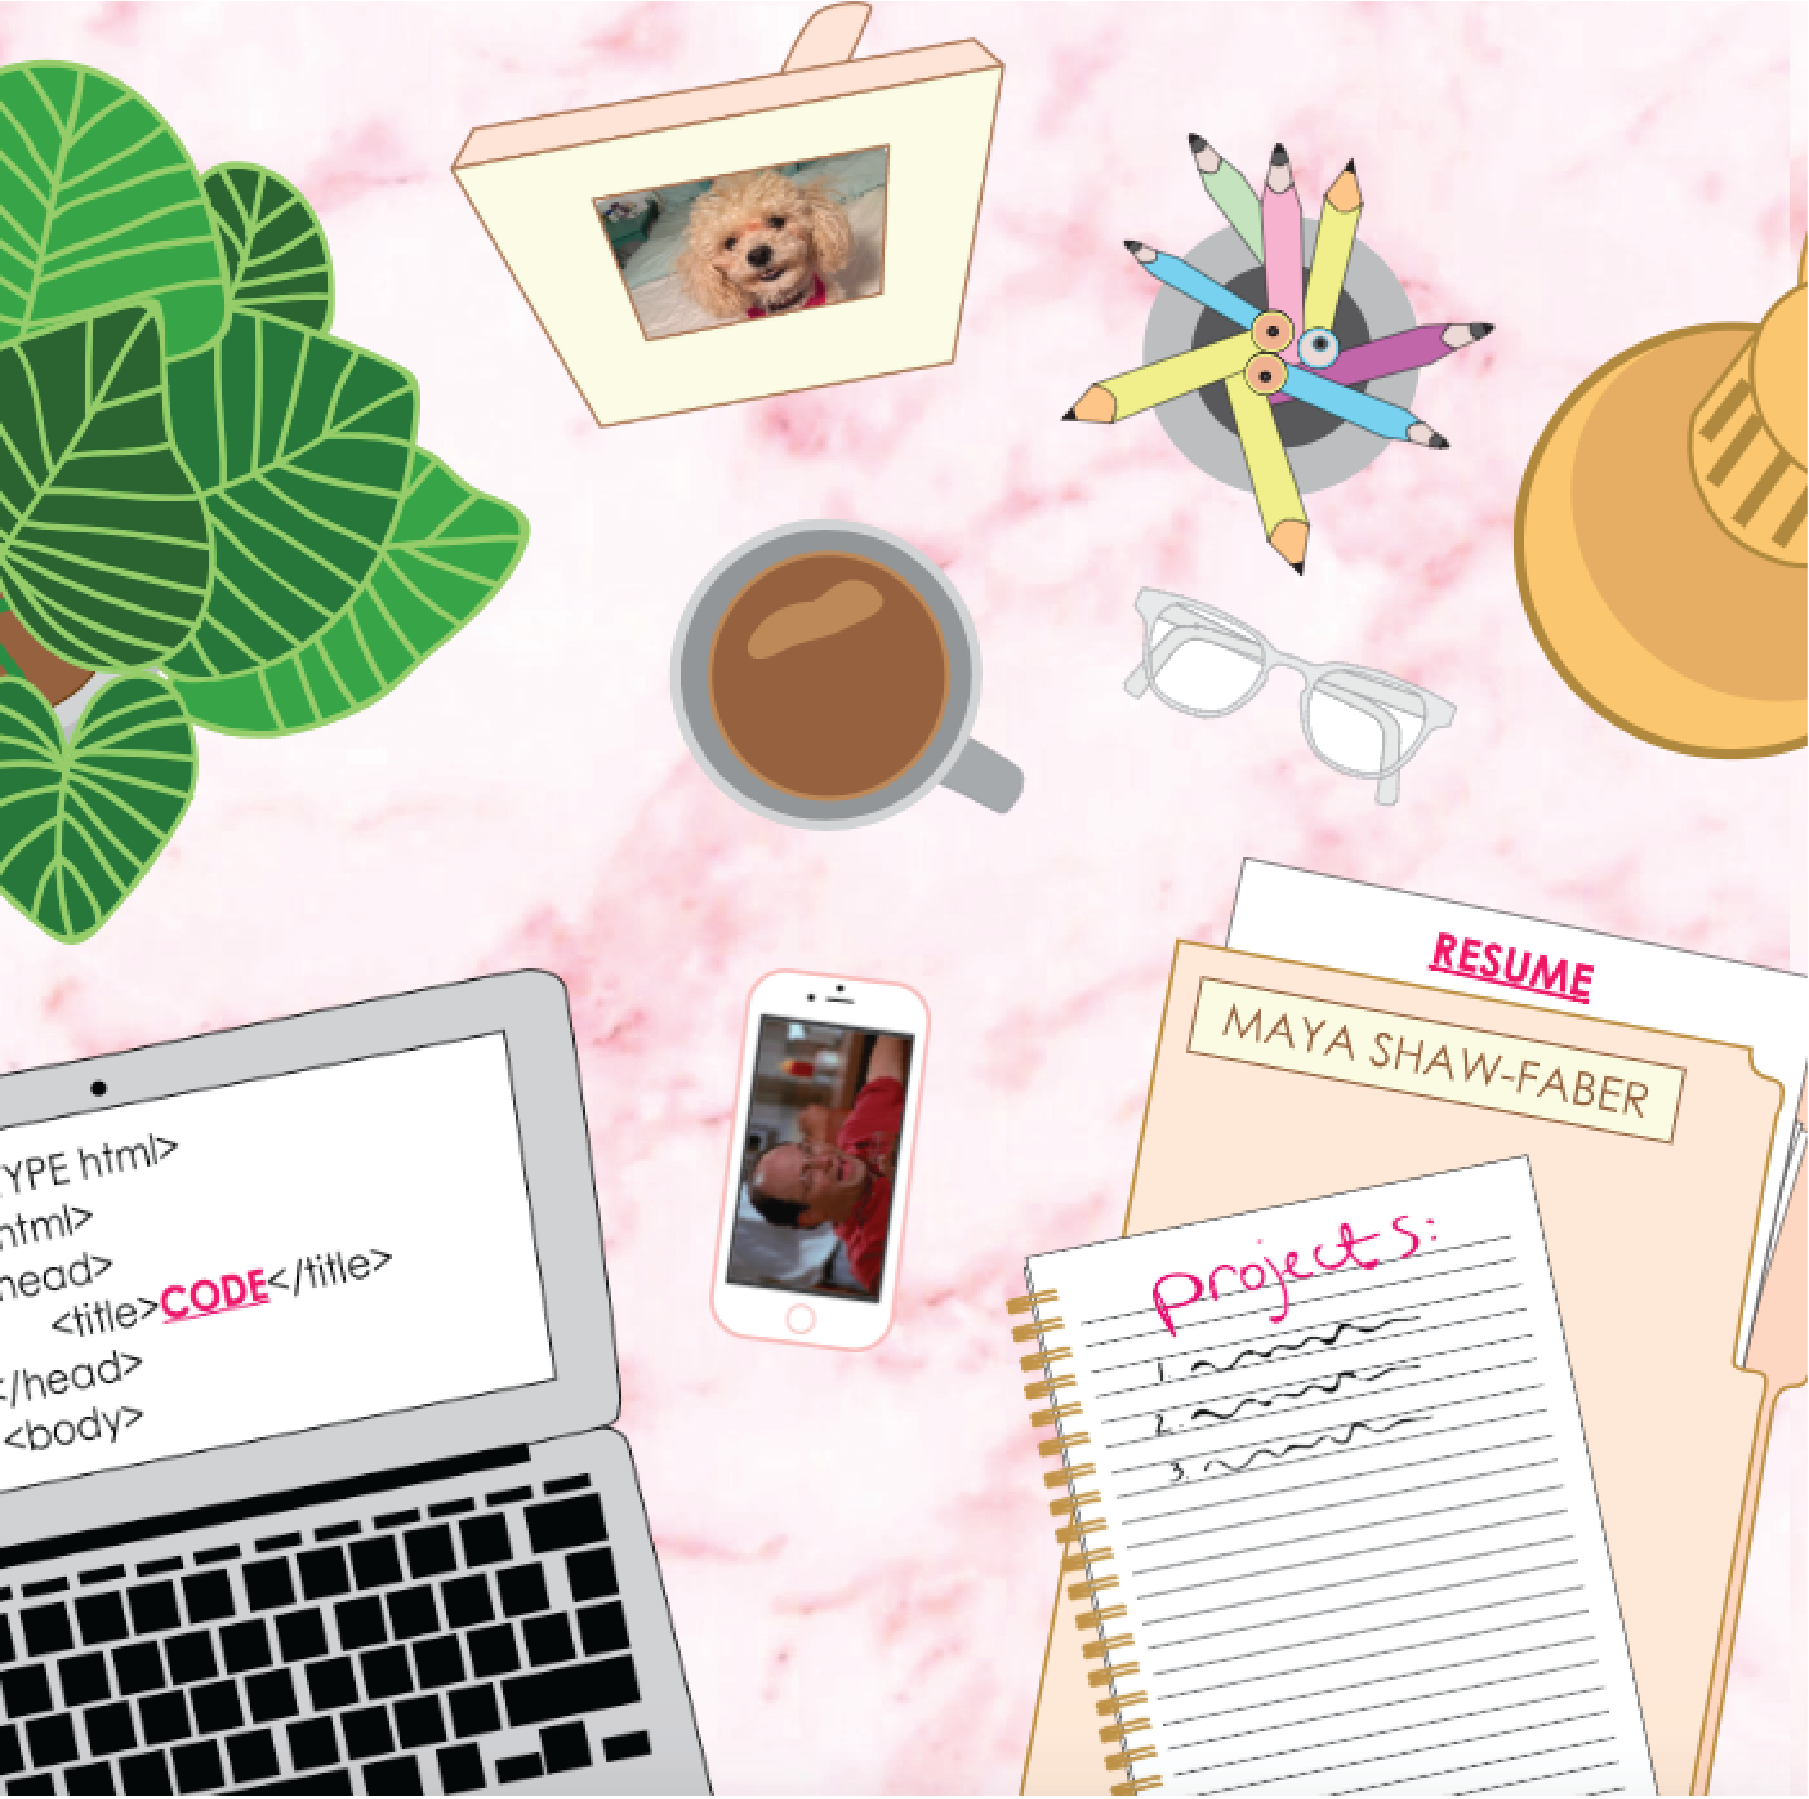 RESUME
MAYA SHAW-FABER
YPE html>
html>
head>
<title>CODE</title>
</head>
<body>
projects:
1.
2.
3.